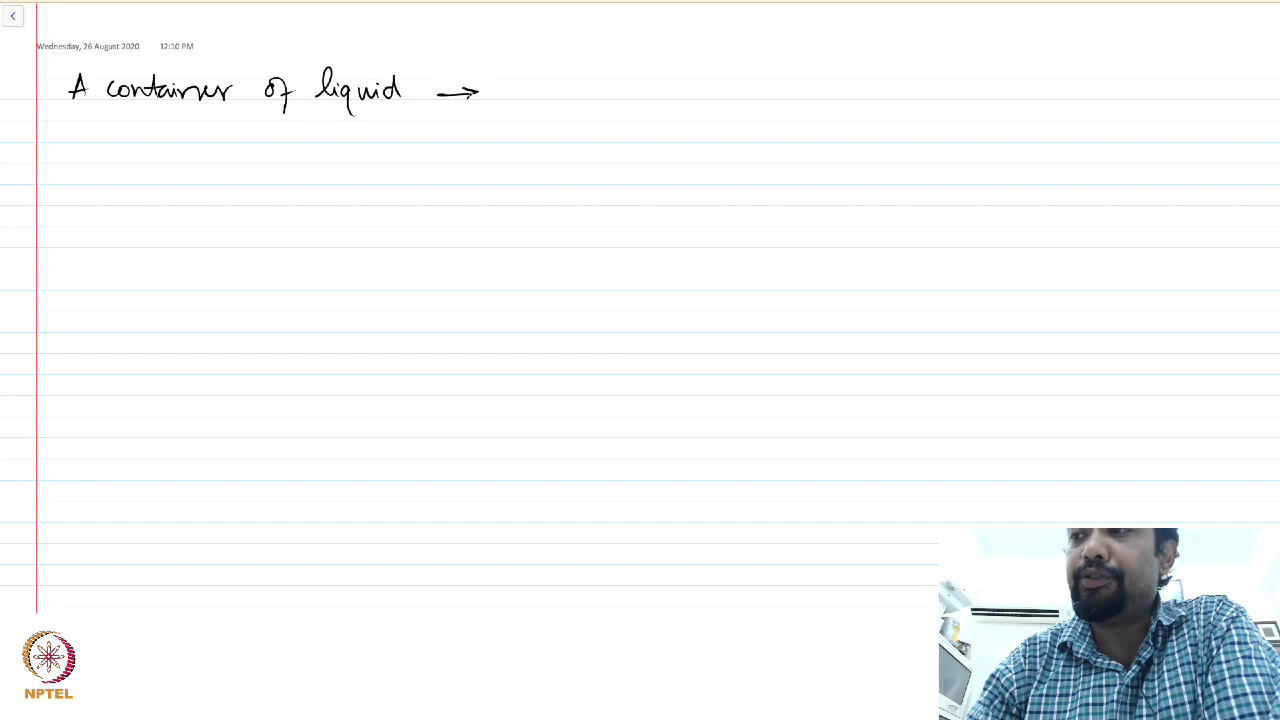 Wednesday, 26 August 2020 12:10 PM
A container of liquid →
NPTEL